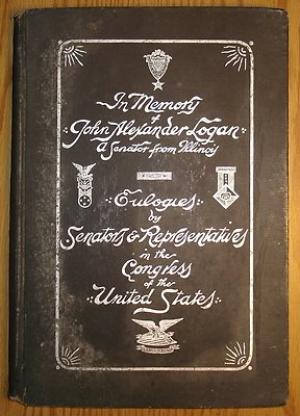 In Memory
of
John Alexander Logan
a Senator from Illinois
Eulogies
by
Senators & Representatives
in the
Congress
of the
United States